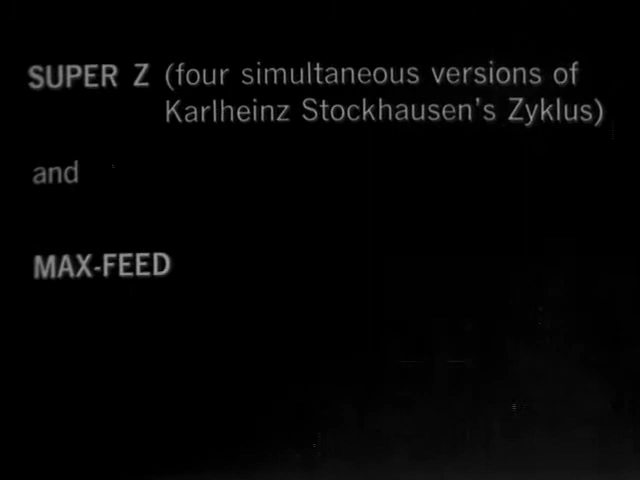 SUPER Z (four simultaneous versions of
Karlheinz Stockhausen's Zyklus)
and
MAX-FEED